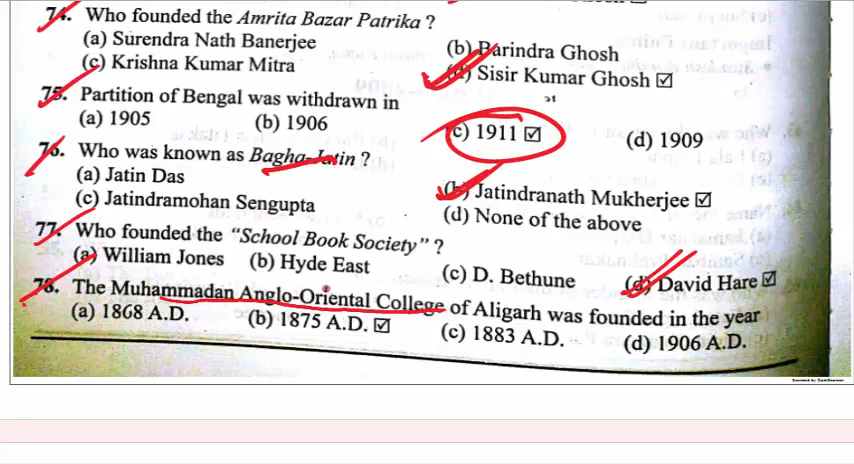 74. Who founded the Amrita Bazar Patrika ?
(a) Surendra Nath Banerjee (b) Barindra Ghosh
(c) Krishna Kumar Mitra (d) Sisir Kumar Ghosh ☑
75. Partition of Bengal was withdrawn in
(a) 1905 (b) 1906 (c) 1911 ☑ (d) 1909
76. Who was known as Bagha-Jatin ?
(a) Jatin Das (b) Jatindranath Mukherjee ☑
(c) Jatindramohan Sengupta (d) None of the above
77. Who founded the “School Book Society” ?
(a) William Jones (b) Hyde East (c) D. Bethune (d) David Hare ☑
78. The Muhammadan Anglo-Oriental College of Aligarh was founded in the year
(a) 1868 A.D. (b) 1875 A.D. ☑ (c) 1883 A.D. (d) 1906 A.D.
Scanned by CamScanner